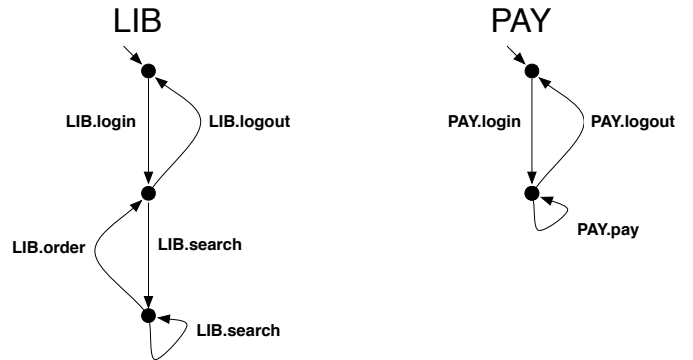 LIB
PAY
LIB.login
LIB.logout
PAY.login
PAY.logout
LIB.order
LIB.search
PAY.pay
LIB.search